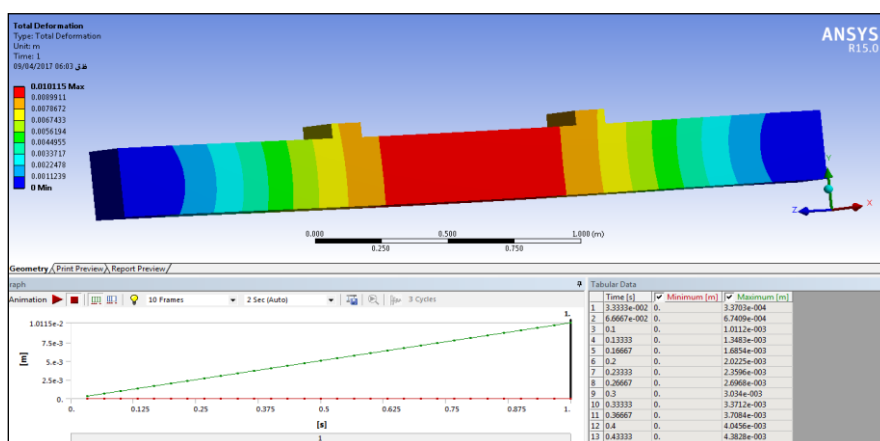 Total Deformation
Type: Total Deformation
Unit: m
Time: 1
09/04/2017 06:03 ق.ظ
0.010115 Max
0.0089911
0.0078672
0.0067433
0.0056194
0.0044955
0.0033717
0.0022478
0.0011239
0 Min
ANSYS
R15.0
Y
Z
X
0.000
0.500
1.000 (m)
0.250
0.750
Geometry
Print Preview
Report Preview
raph
Animation
10 Frames
2 Sec (Auto)
3 Cycles
1.0115e-2
7.5e-3
5.e-3
2.5e-3
0.
[m]
1.
0.
0.125
0.25
0.375
0.5
0.625
0.75
0.875
1.
[s]
1
Tabular Data
Time [s] Minimum [m] Maximum [m]
1 3.3333e-002 0. 3.3703e-004
2 6.6667e-002 0. 6.7409e-004
3 0.1 0. 1.0112e-003
4 0.13333 0. 1.3483e-003
5 0.16667 0. 1.6854e-003
6 0.2 0. 2.0225e-003
7 0.23333 0. 2.3596e-003
8 0.26667 0. 2.6968e-003
9 0.3 0. 3.034e-003
10 0.33333 0. 3.3712e-003
11 0.36667 0. 3.7084e-003
12 0.4 0. 4.0456e-003
13 0.43333 0. 4.3828e-003